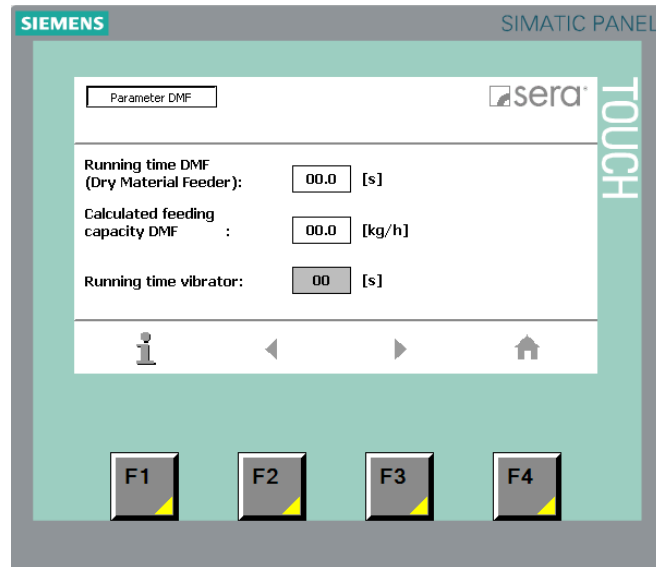 SIEMENS
SIMATIC PANEL
TOUCH
Parameter DMF
sera
Running time DMF
(Dry Material Feeder): 00.0 [s]
Calculated feeding
capacity DMF : 00.0 [kg/h]
Running time vibrator: 00 [s]
F1 F2 F3 F4